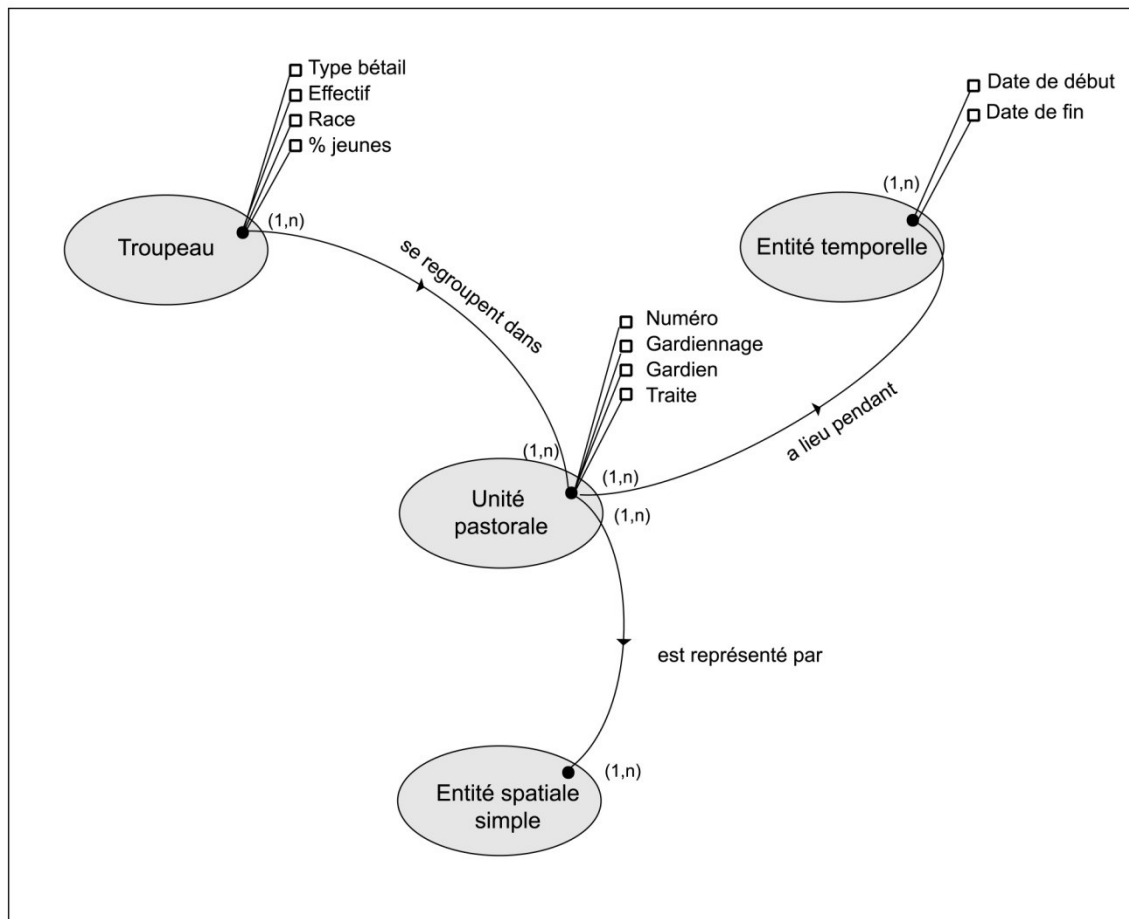 Type bétail
Effectif
Race
% jeunes
(1,n)
Troupeau
se regroupent dans
Date de début
Date de fin
(1,n)
Entité temporelle
Numéro
Gardiennage
Gardien
Traite
a lieu pendant
(1,n)
(1,n)
(1,n)
Unité
pastorale
est représenté par
(1,n)
Entité spatiale
simple